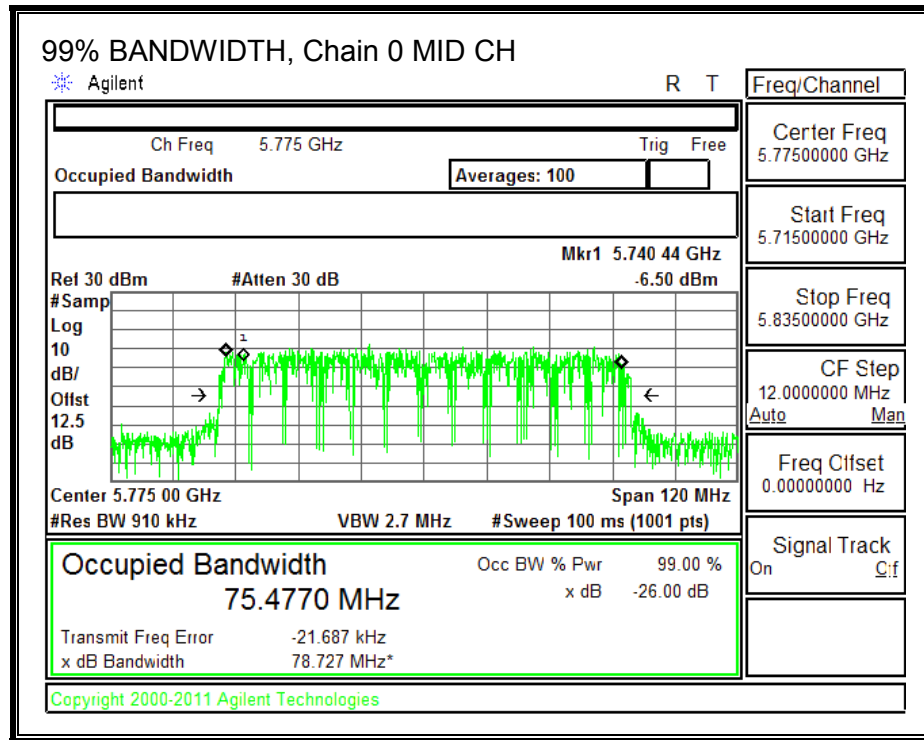 99% BANDWIDTH, Chain 0 MID CH
Agilent R T Freq/Channel
Ch Freq 5.775 GHz Trig Free
Occupied Bandwidth Averages: 100
Center Freq
5.77500000 GHz
Start Freq
5.71500000 GHz
Stop Freq
5.83500000 GHz
CF Step
12.0000000 MHz
Auto Man
Freq Offset
0.00000000 Hz
Signal Track
On Off
Mkr1 5.740 44 GHz
Ref 30 dBm #Atten 30 dB -6.50 dBm
#Samp
Log
10
dB/
Offst
12.5
dB
1
Center 5.775 00 GHz Span 120 MHz
#Res BW 910 kHz VBW 2.7 MHz #Sweep 100 ms (1001 pts)
Occupied Bandwidth
75.4770 MHz
Occ BW % Pwr 99.00 %
x dB -26.00 dB
Transmit Freq Error -21.687 kHz
x dB Bandwidth 78.727 MHz*
Copyright 2000-2011 Agilent Technologies